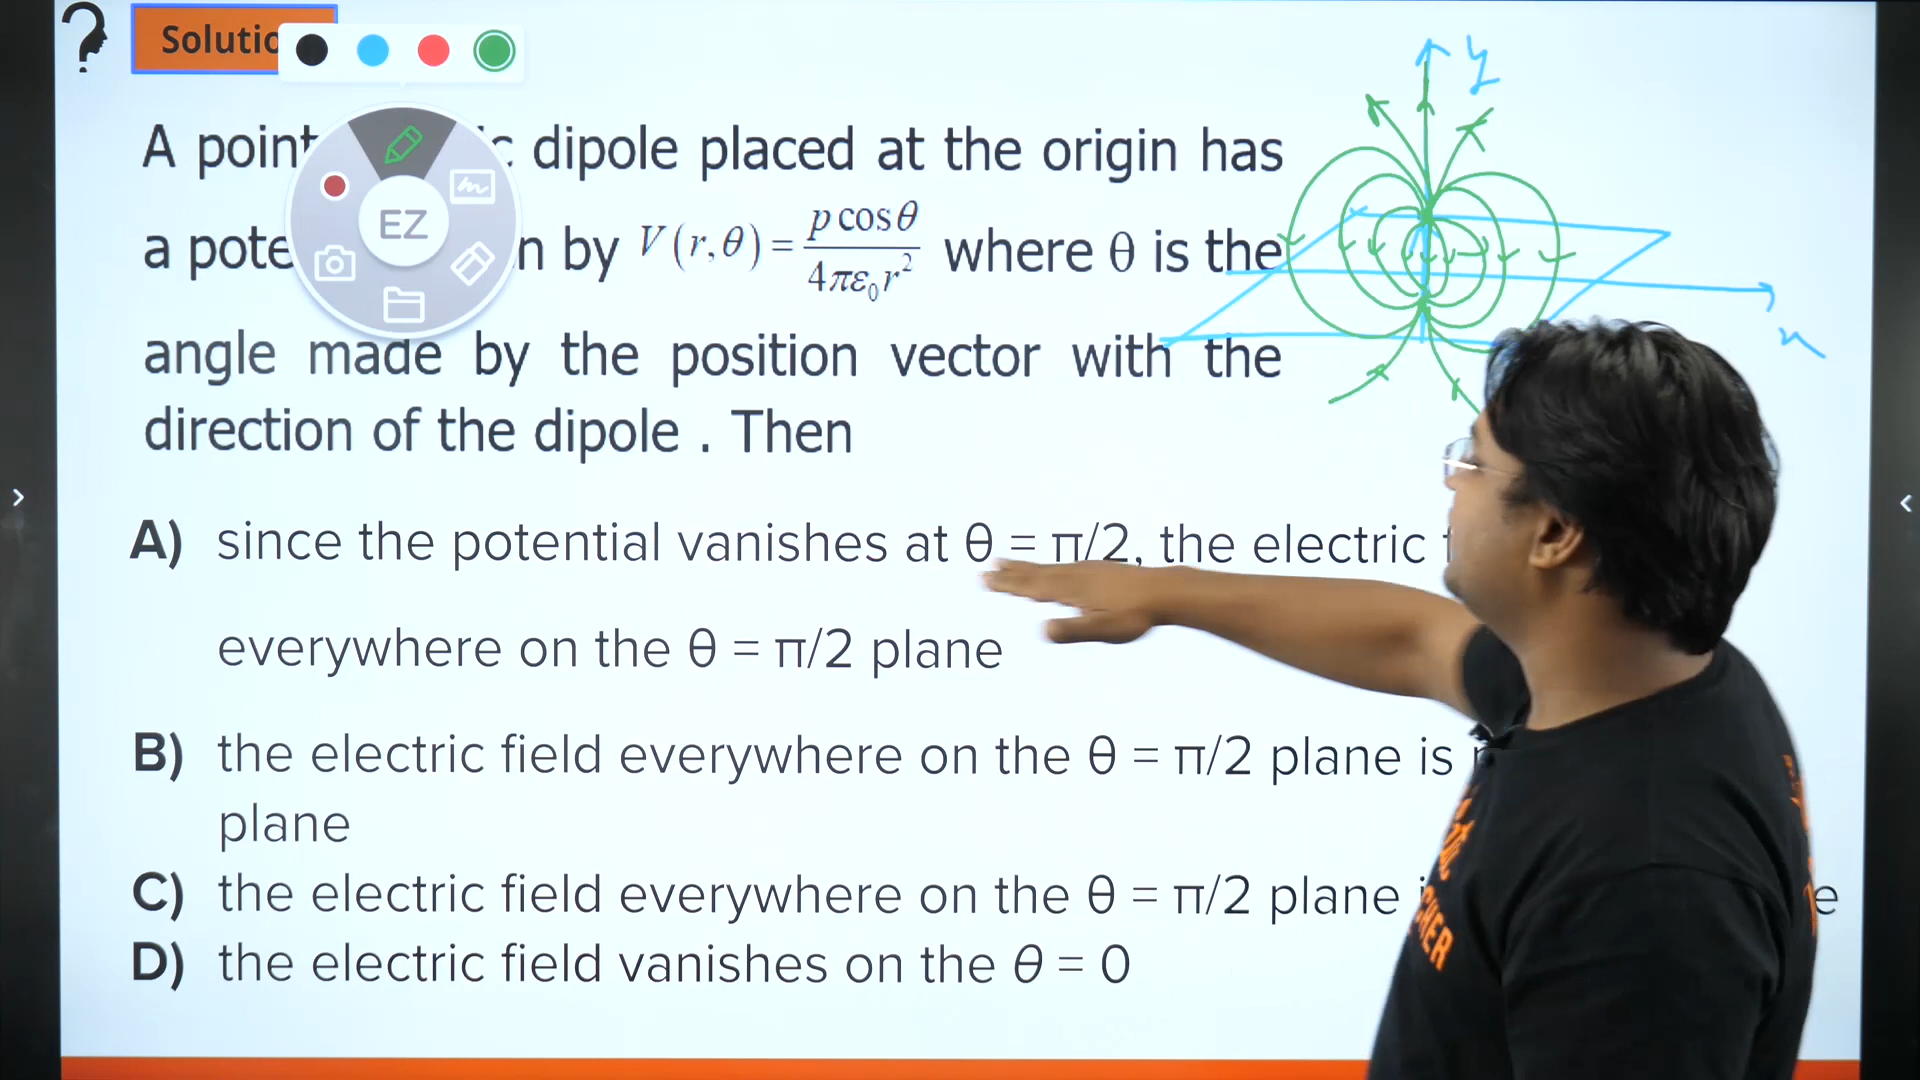 Solutio
EZ
y
A point c dipole placed at the origin has
a pote n by V(r,θ) = p cosθ / 4πε₀r² where θ is the
angle made by the position vector with the
x
direction of the dipole . Then
A) since the potential vanishes at θ = π/2, the electric
everywhere on the θ = π/2 plane
B) the electric field everywhere on the θ = π/2 plane is
plane
C) the electric field everywhere on the θ = π/2 plane e
D) the electric field vanishes on the θ = 0
CHER